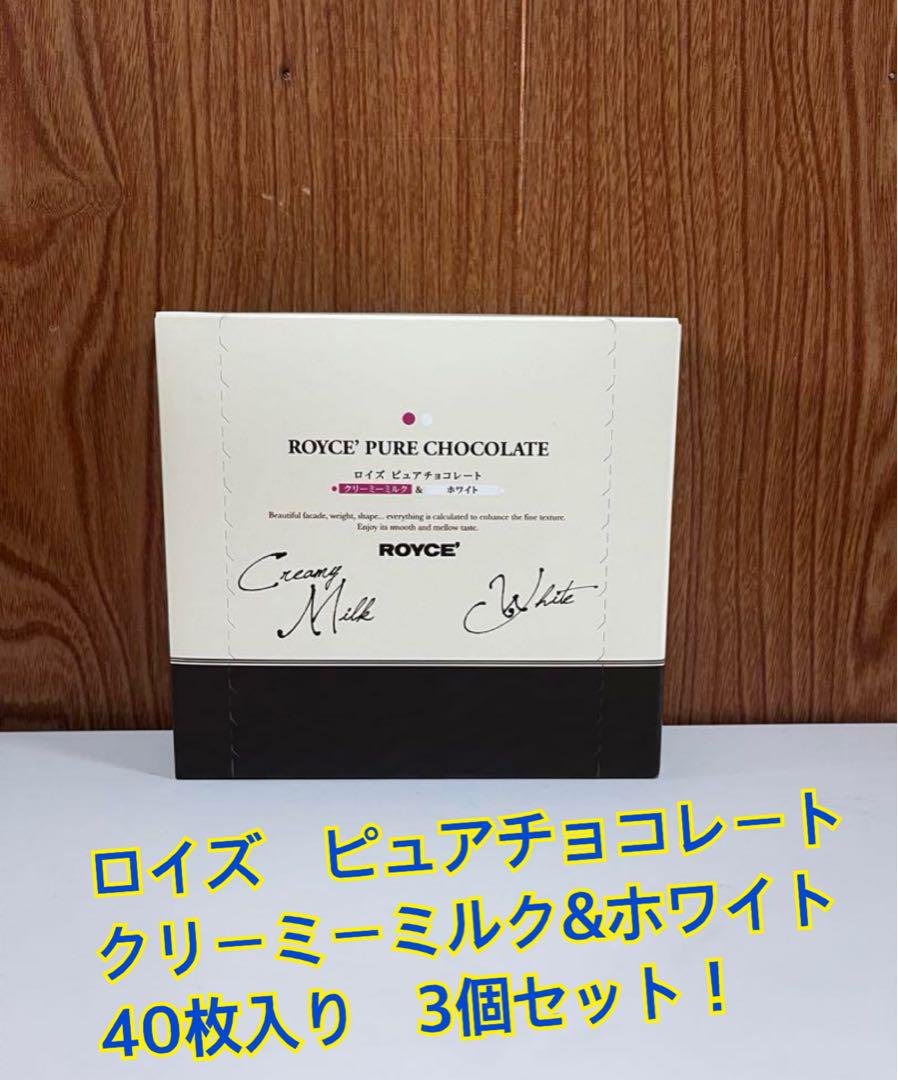 ROYCE' PURE CHOCOLATE
ロイズ ピュアチョコレート
クリーミーミルク & ホワイト
Beautiful facade, weight, shape... everything is calculated to enhance the fine texture.
Enjoy its smooth and mellow taste.
ROYCE'
Creamy
Milk
White
ロイズ ピュアチョコレート
クリーミーミルク&ホワイト
40枚入り 3個セット！